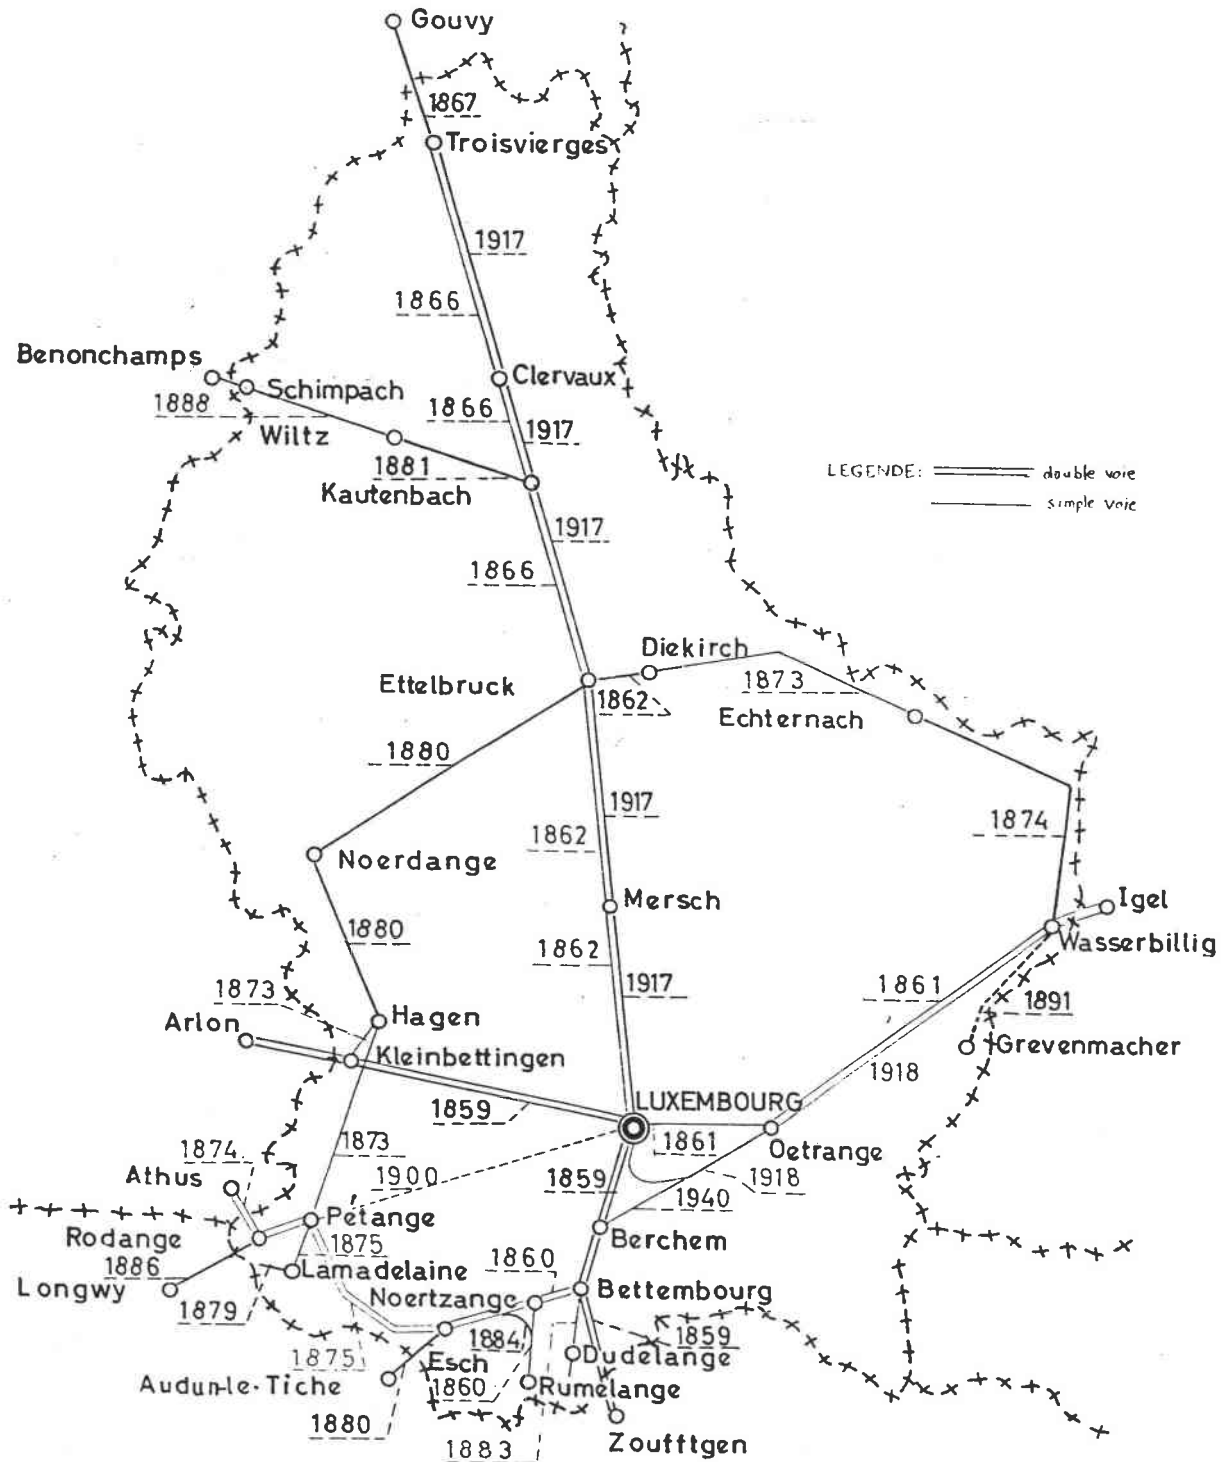 Gouvy
1867
Troisvierges
1917
1866
Benonchamps
Clervaux
Schimpach
1888
1866
Wiltz
1917
1881
LEGENDE: double voie
Kautenbach
simple voie
1917
1866
Diekirch
Ettelbruck
1873
1862
Echternach
1880
1917
1874
1862
Noerdange
Mersch
Igel
1880
Wasserbillig
1862
1917
1873
1861
1891
Arlon
Hagen
Grevenmacher
Kleinbettingen
1918
1859
LUXEMBOURG
1861
1874
1873
Oetrange
Athus
1900
1859
1918
1940
Pétange
Rodange
1875
Berchem
1886
Lamadelaine
1860
Longwy
Noertzange
Bettembourg
1879
1884
1859
1875
Esch
Dudelange
Audun-le-Tiche
1860
Rumelange
1880
1883
Zoufftgen